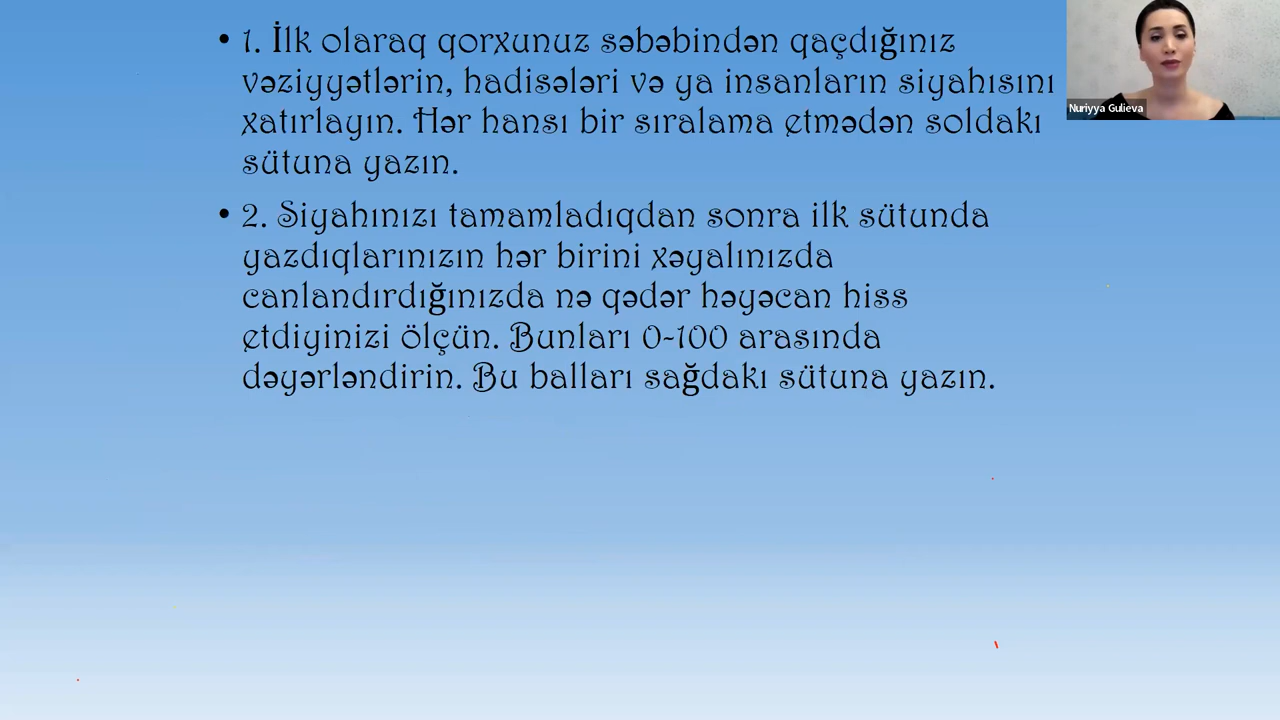 • 1. İlk olaraq qorxunuz səbəbindən qaçdığınız
vəziyyətlərin, hadisələri və ya insanların siyahısını
xatırlayın. Hər hansı bir sıralama etmədən soldakı
sütuna yazın.
• 2. Siyahınızı tamamladıqdan sonra ilk sütunda
yazdıqlarınızın hər birini xəyalınızda
canlandırdığınızda nə qədər həyəcan hiss
etdiyinizi ölçün. Bunları 0-100 arasında
dəyərləndirin. Bu balları sağdakı sütuna yazın.
Nuriyya Gulieva